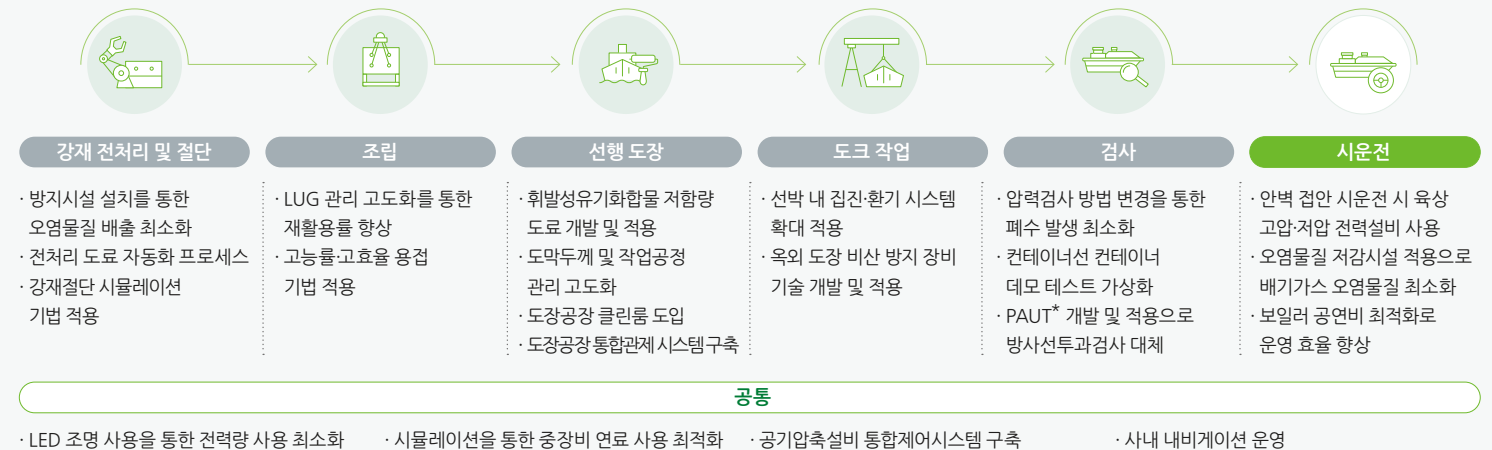 강재 전처리 및 절단
· 방지시설 설치를 통한
오염물질 배출 최소화
· 전처리 도료 자동화 프로세스
· 강재절단 시뮬레이션
기법 적용
조립
· LUG 관리 고도화를 통한
재활용률 향상
· 고능률·고효율 용접
기법 적용
선행 도장
· 휘발성유기화합물 저함량
도료 개발 및 적용
· 도막두께 및 작업공정
관리 고도화
· 도장공장 클린룸 도입
· 도장공장 통합관제 시스템 구축
도크 작업
· 선박 내 집진·환기 시스템
확대 적용
· 옥외 도장 비산 방지 장비
기술 개발 및 적용
검사
· 압력검사 방법 변경을 통한
폐수 발생 최소화
· 컨테이너선 컨테이너
데모 테스트 가상화
· PAUT* 개발 및 적용으로
방사선투과검사 대체
시운전
· 안벽 접안 시운전 시 육상
고압·저압 전력설비 사용
· 오염물질 저감시설 적용으로
배기가스 오염물질 최소화
· 보일러 공연비 최적화로
운영 효율 향상
공통
· LED 조명 사용을 통한 전력량 사용 최소화
· 시뮬레이션을 통한 중장비 연료 사용 최적화
· 공기압축설비 통합제어시스템 구축
· 사내 내비게이션 운영